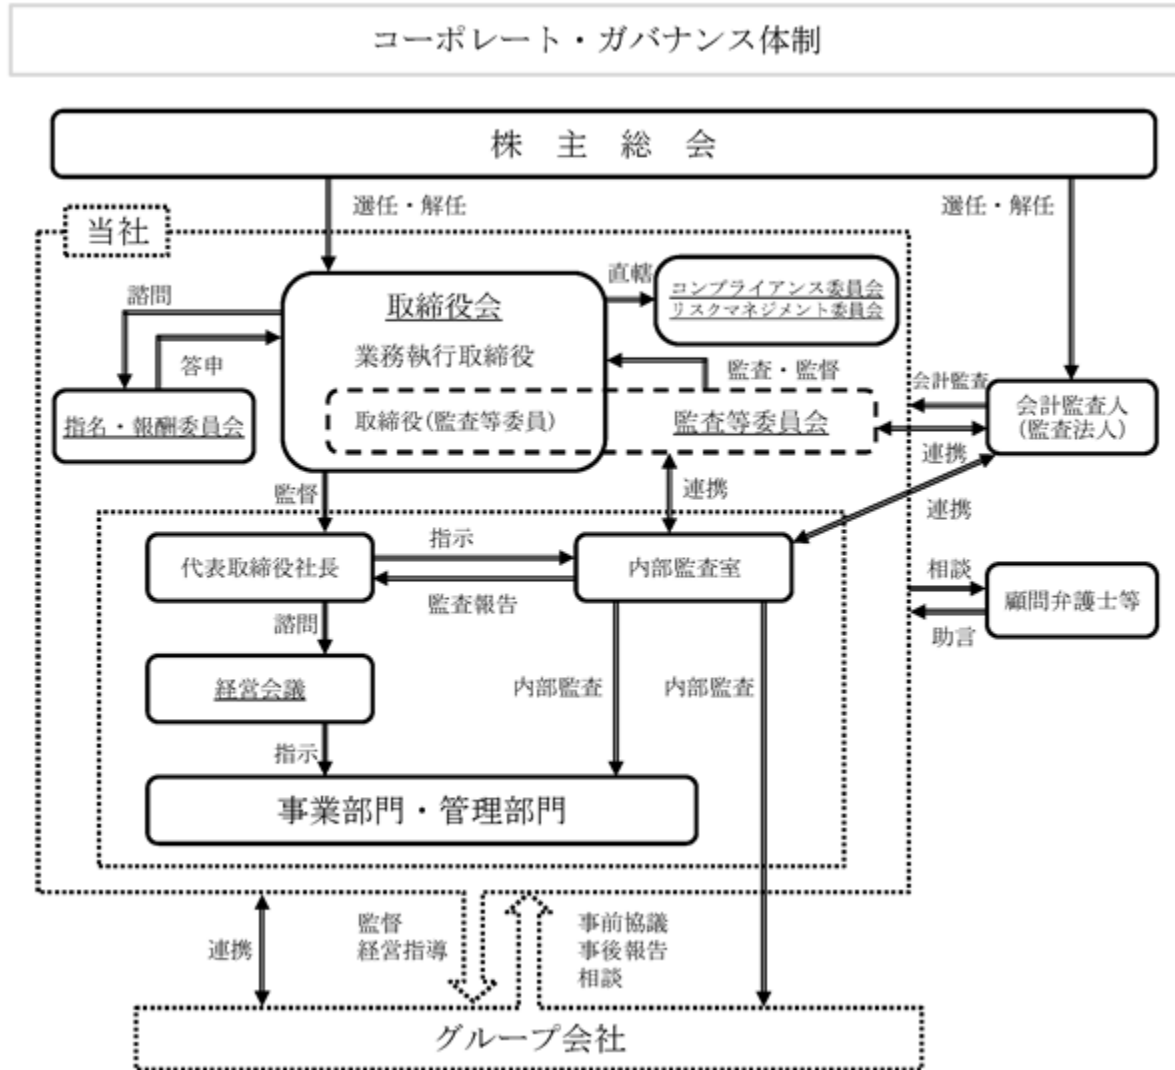 コーポレート・ガバナンス体制
株 主 総 会
選任・解任
選任・解任
当社
諮問
取締役会
直轄
コンプライアンス委員会
リスクマネジメント委員会
業務執行取締役
答申
監査・監督
会計監査
指名・報酬委員会
取締役(監査等委員)
監査等委員会
会計監査人
(監査法人)
連携
監督
連携
連携
代表取締役社長
指示
内部監査室
監査報告
相談
顧問弁護士等
助言
諮問
経営会議
内部監査
内部監査
指示
事業部門・管理部門
連携
監督
経営指導
事前協議
事後報告
相談
グループ会社